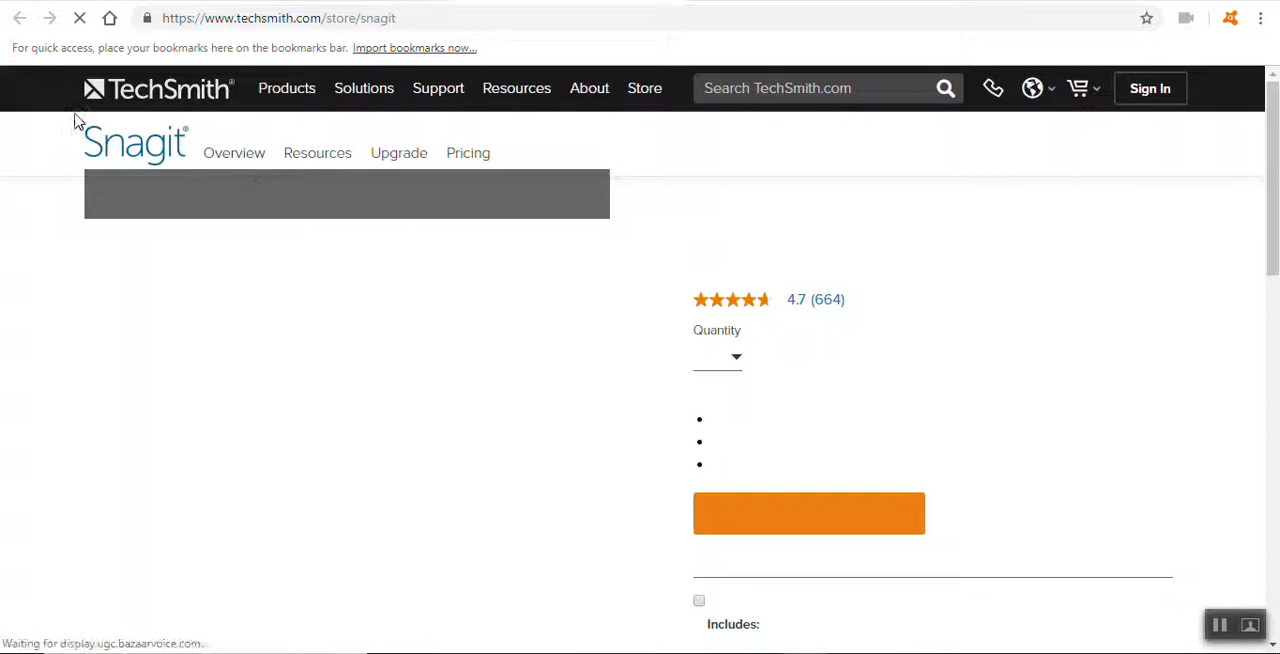 https://www.techsmith.com/store/snagit
For quick access, place your bookmarks here on the bookmarks bar. Import bookmarks now...
TechSmith® Products Solutions Support Resources About Store Search TechSmith.com Sign In
Snagit® Overview Resources Upgrade Pricing
4.7 (664)
Quantity
Includes:
Waiting for display.ugc.bazaarvoice.com...